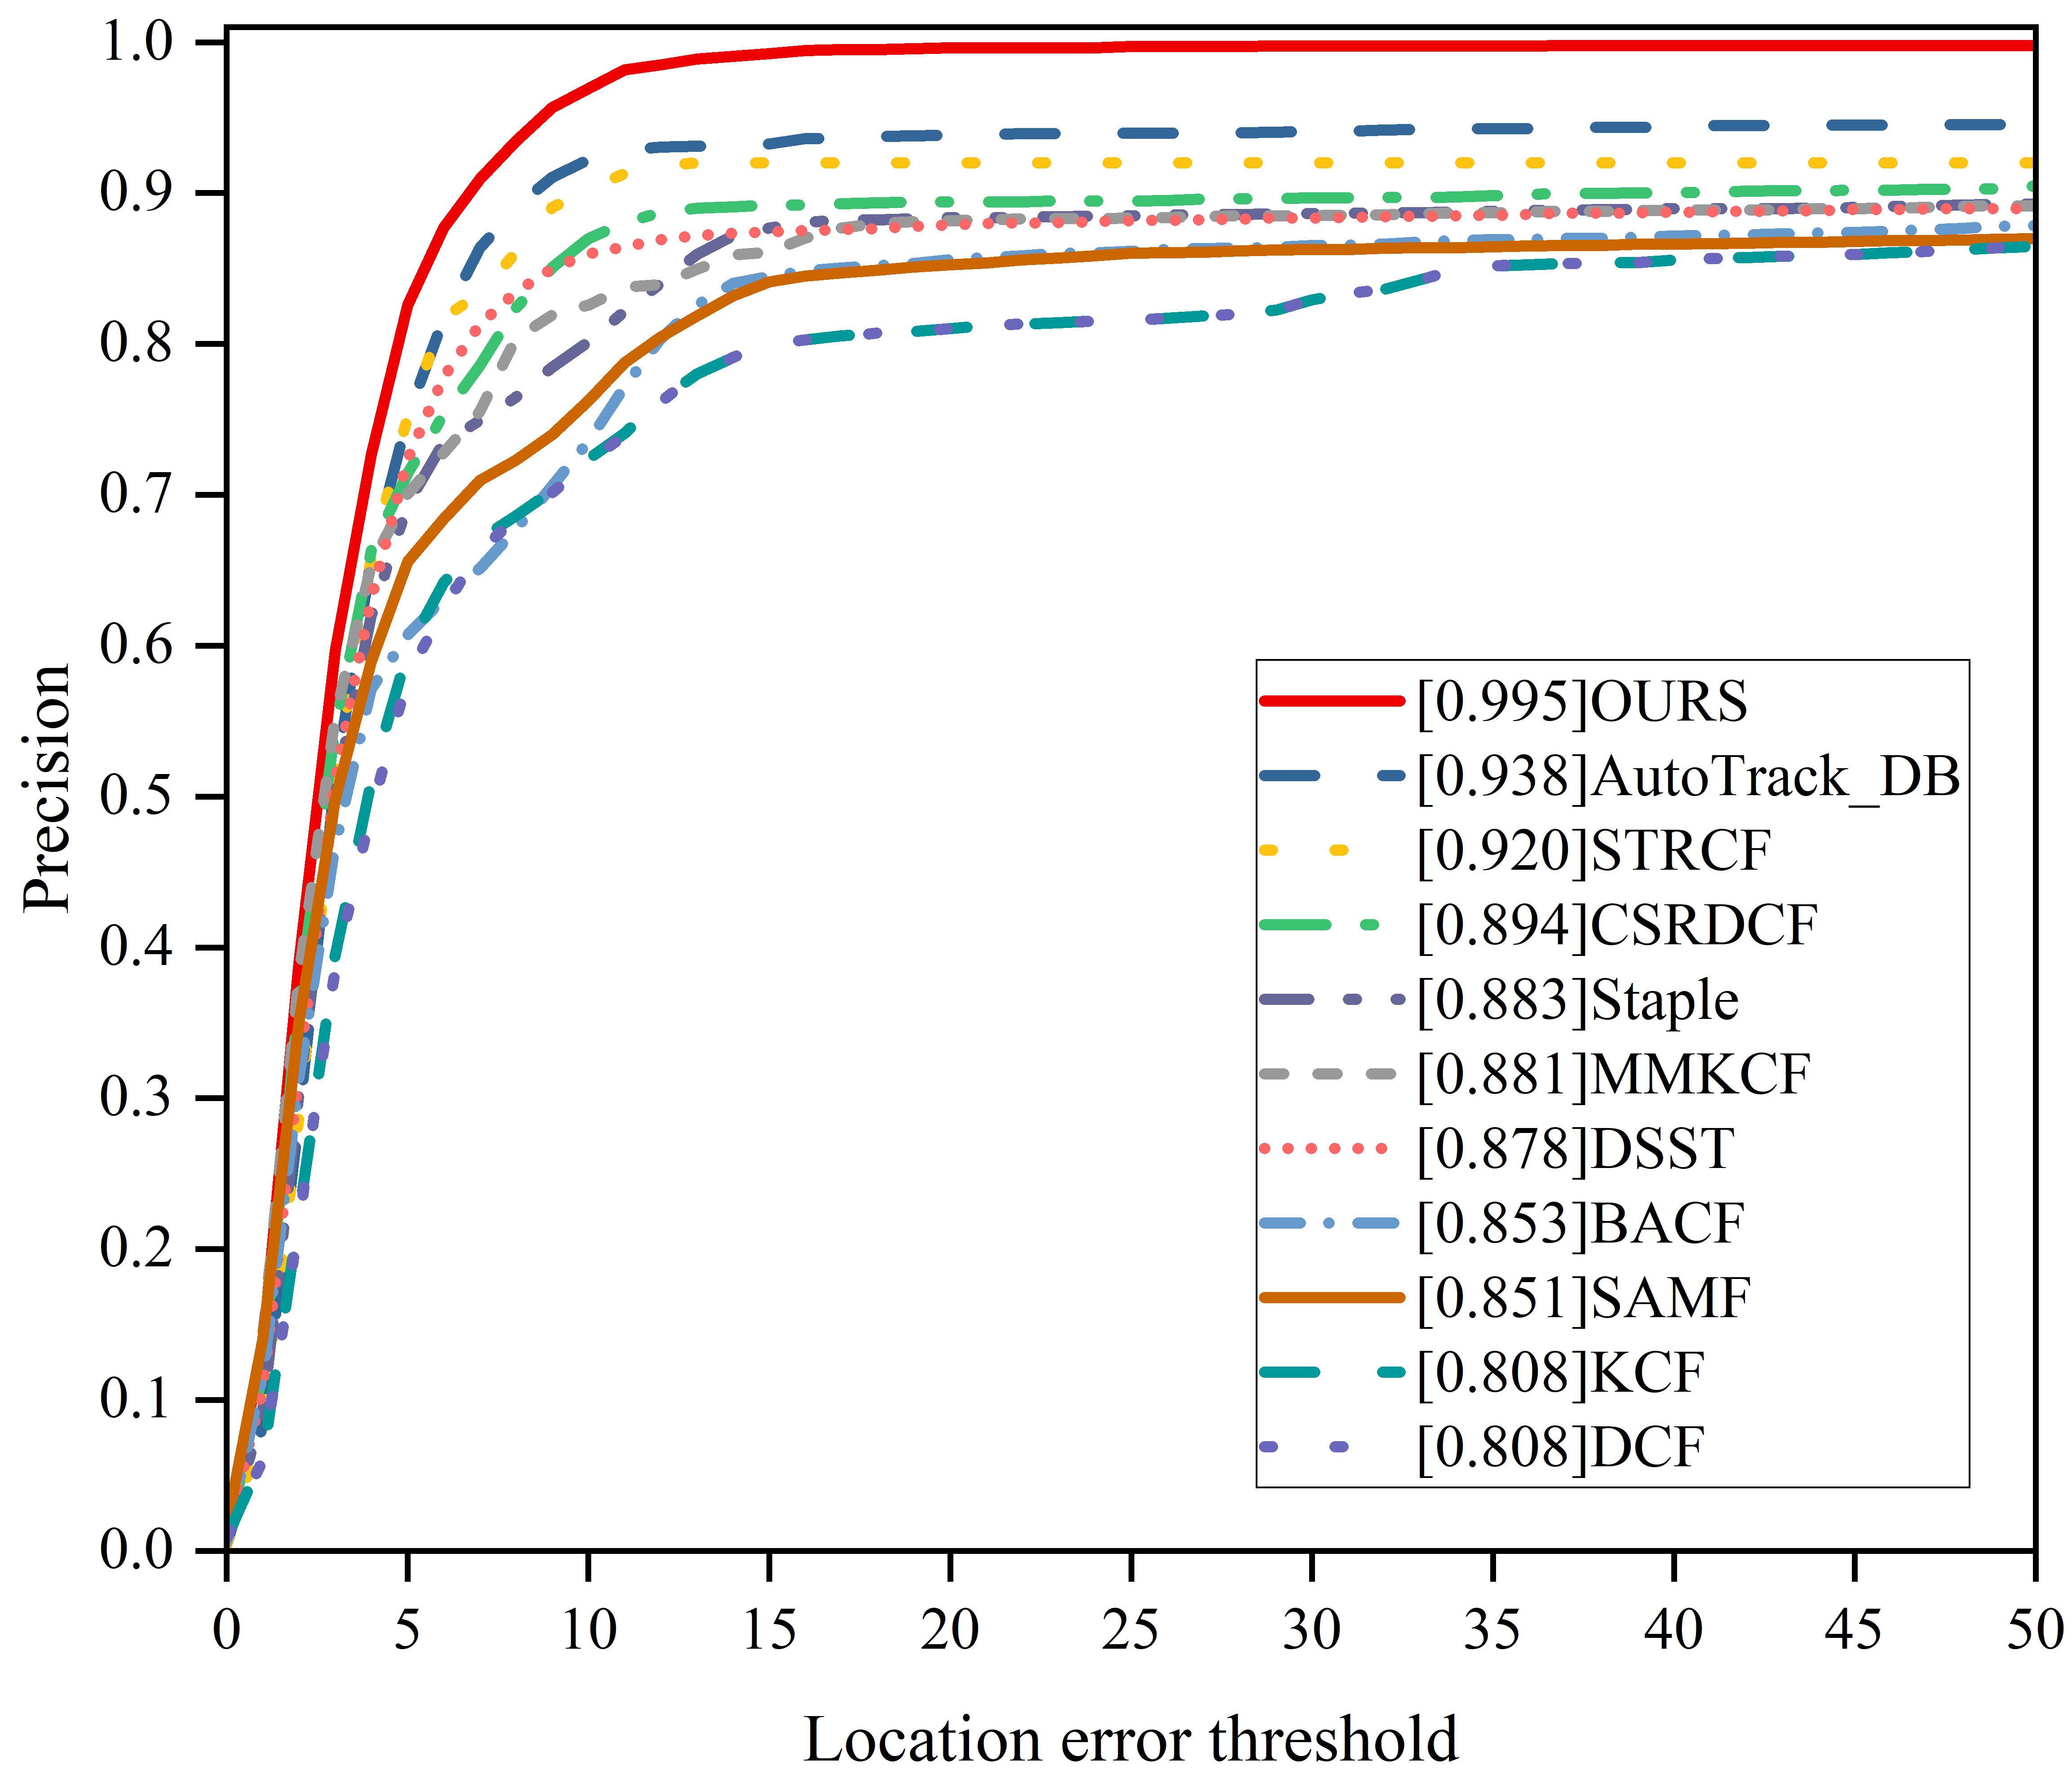 1.0
0.9
0.8
0.7
0.6
0.5
0.4
0.3
0.2
0.1
0.0
Precision
[0.995]OURS
[0.938]AutoTrack_DB
[0.920]STRCF
[0.894]CSRDCF
[0.883]Staple
[0.881]MMKCF
[0.878]DSST
[0.853]BACF
[0.851]SAMF
[0.808]KCF
[0.808]DCF
0 5 10 15 20 25 30 35 40 45 50
Location error threshold